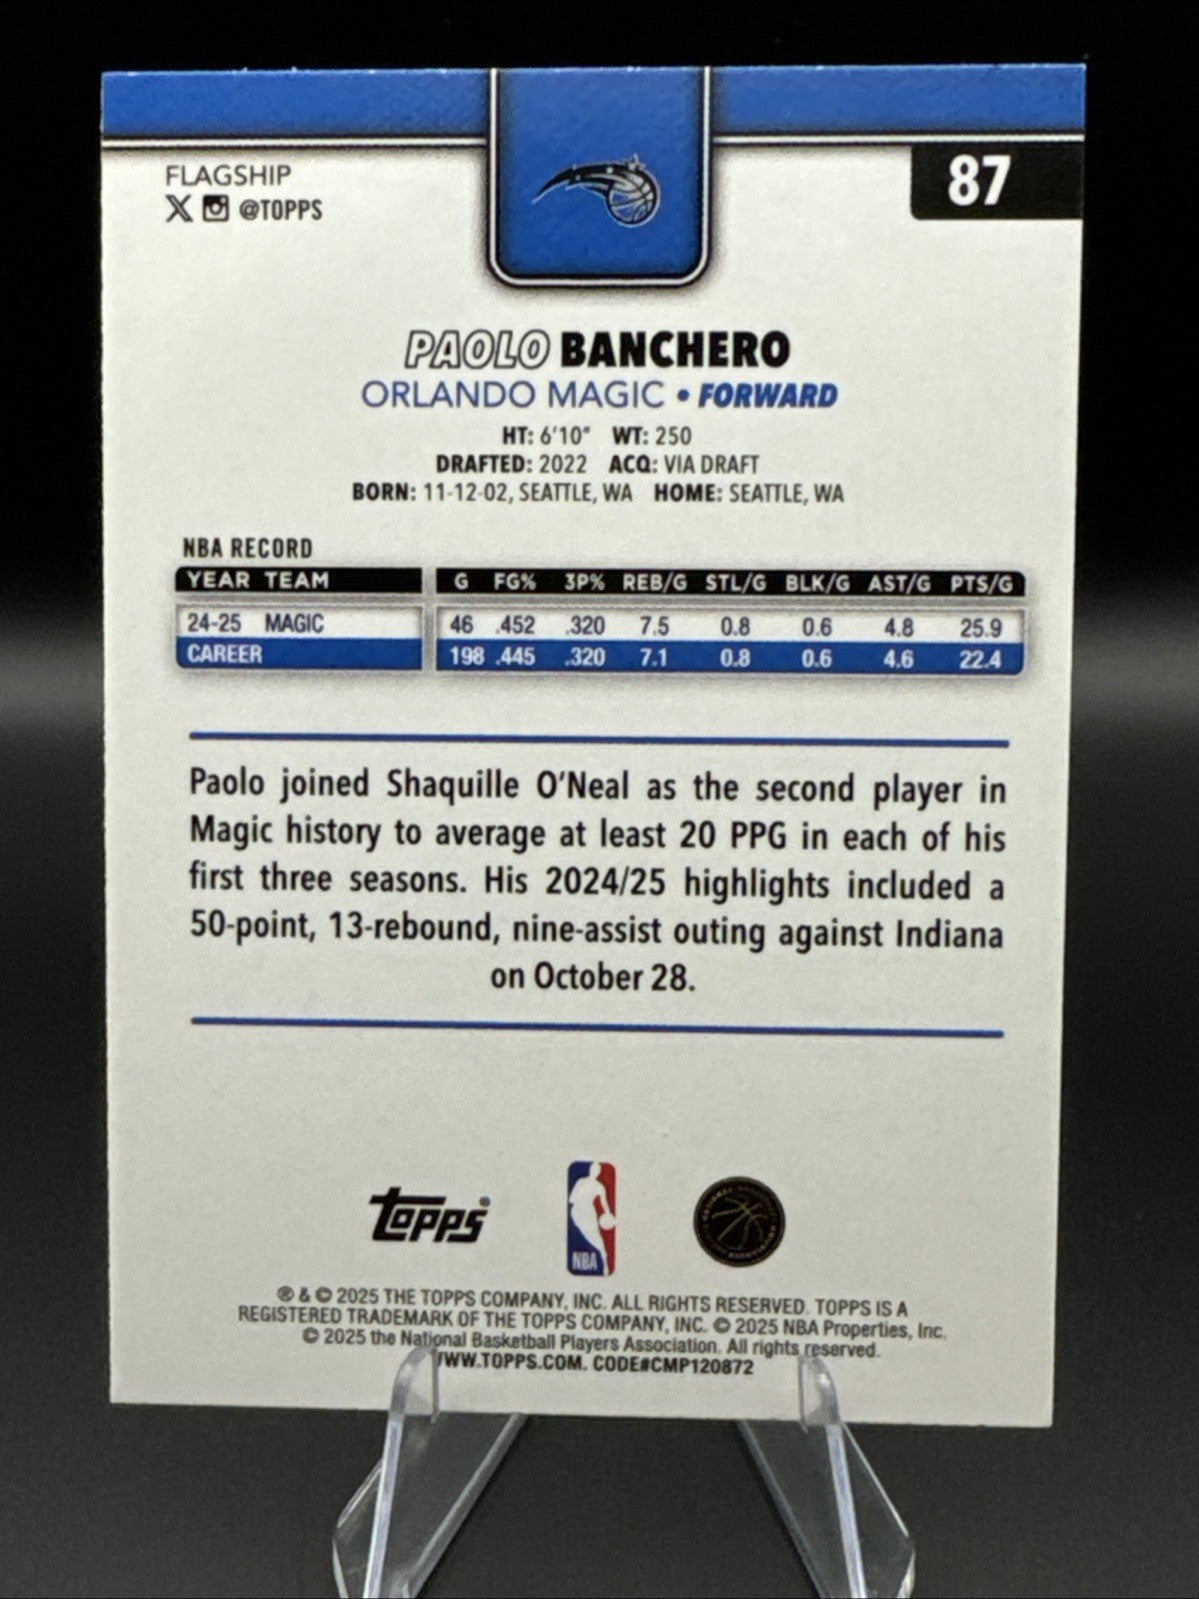 FLAGSHIP
87
X @TOPPS
PAOLO BANCHERO
ORLANDO MAGIC • FORWARD
HT: 6'10" WT: 250
DRAFTED: 2022 ACQ: VIA DRAFT
BORN: 11-12-02, SEATTLE, WA HOME: SEATTLE, WA
NBA RECORD
YEAR TEAM G FG% 3P% REB/G STL/G BLK/G AST/G PTS/G
24-25 MAGIC 46 .452 .320 7.5 0.8 0.6 4.8 25.9
CAREER 198 .445 .320 7.1 0.8 0.6 4.6 22.4
Paolo joined Shaquille O'Neal as the second player in
Magic history to average at least 20 PPG in each of his
first three seasons. His 2024/25 highlights included a
50-point, 13-rebound, nine-assist outing against Indiana
on October 28.
Topps®
NBA
® & © 2025 THE TOPPS COMPANY, INC. ALL RIGHTS RESERVED. TOPPS IS A
REGISTERED TRADEMARK OF THE TOPPS COMPANY, INC. © 2025 NBA Properties, Inc.
© 2025 the National Basketball Players Association. All rights reserved.
WWW.TOPPS.COM. CODE#CMP120872